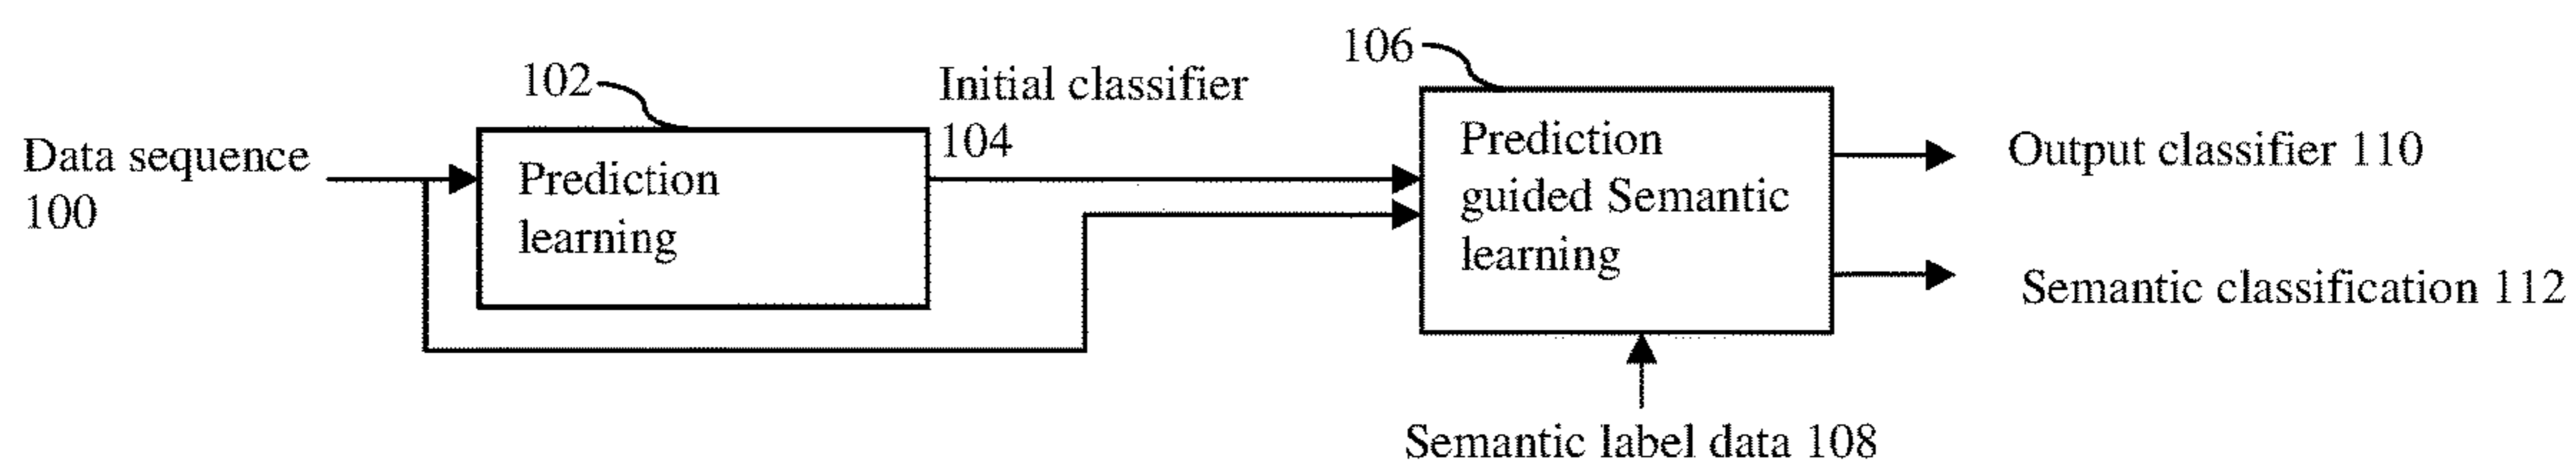 106
102
Initial classifier
104
Data sequence
100
Prediction
learning
Prediction
guided Semantic
learning
Output classifier 110
Semantic classification 112
Semantic label data 108